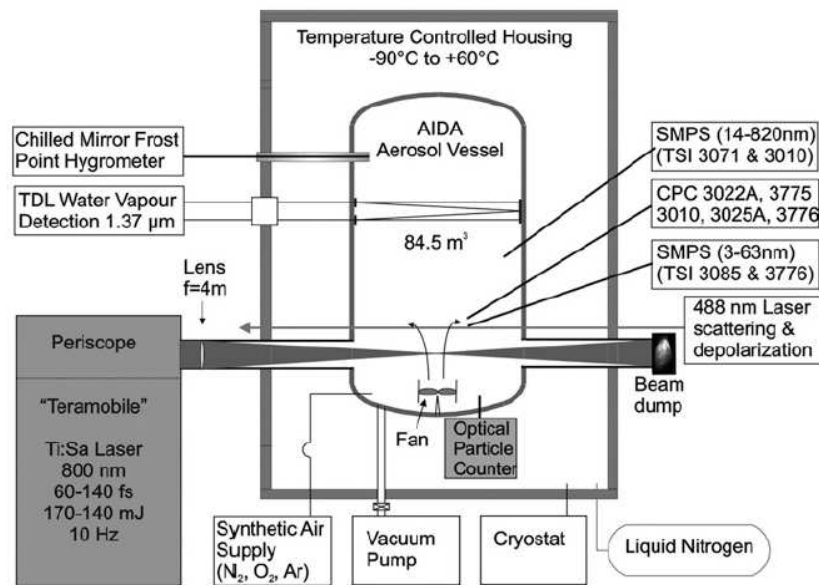 Temperature Controlled Housing
-90°C to +60°C
AIDA
Aerosol Vessel
84.5 m³
Chilled Mirror Frost
Point Hygrometer
TDL Water Vapour
Detection 1.37 µm
Lens
f=4m
SMPS (14-820nm)
(TSI 3071 & 3010)
CPC 3022A, 3775
3010, 3025A, 3776
SMPS (3-63nm)
(TSI 3085 & 3776)
488 nm Laser
scattering &
depolarization
Periscope
"Teramobile"
Ti:Sa Laser
800 nm
60-140 fs
170-140 mJ
10 Hz
Beam
dump
Fan
Optical
Particle
Counter
Synthetic Air
Supply
(N₂, O₂, Ar)
Vacuum
Pump
Cryostat
Liquid Nitrogen